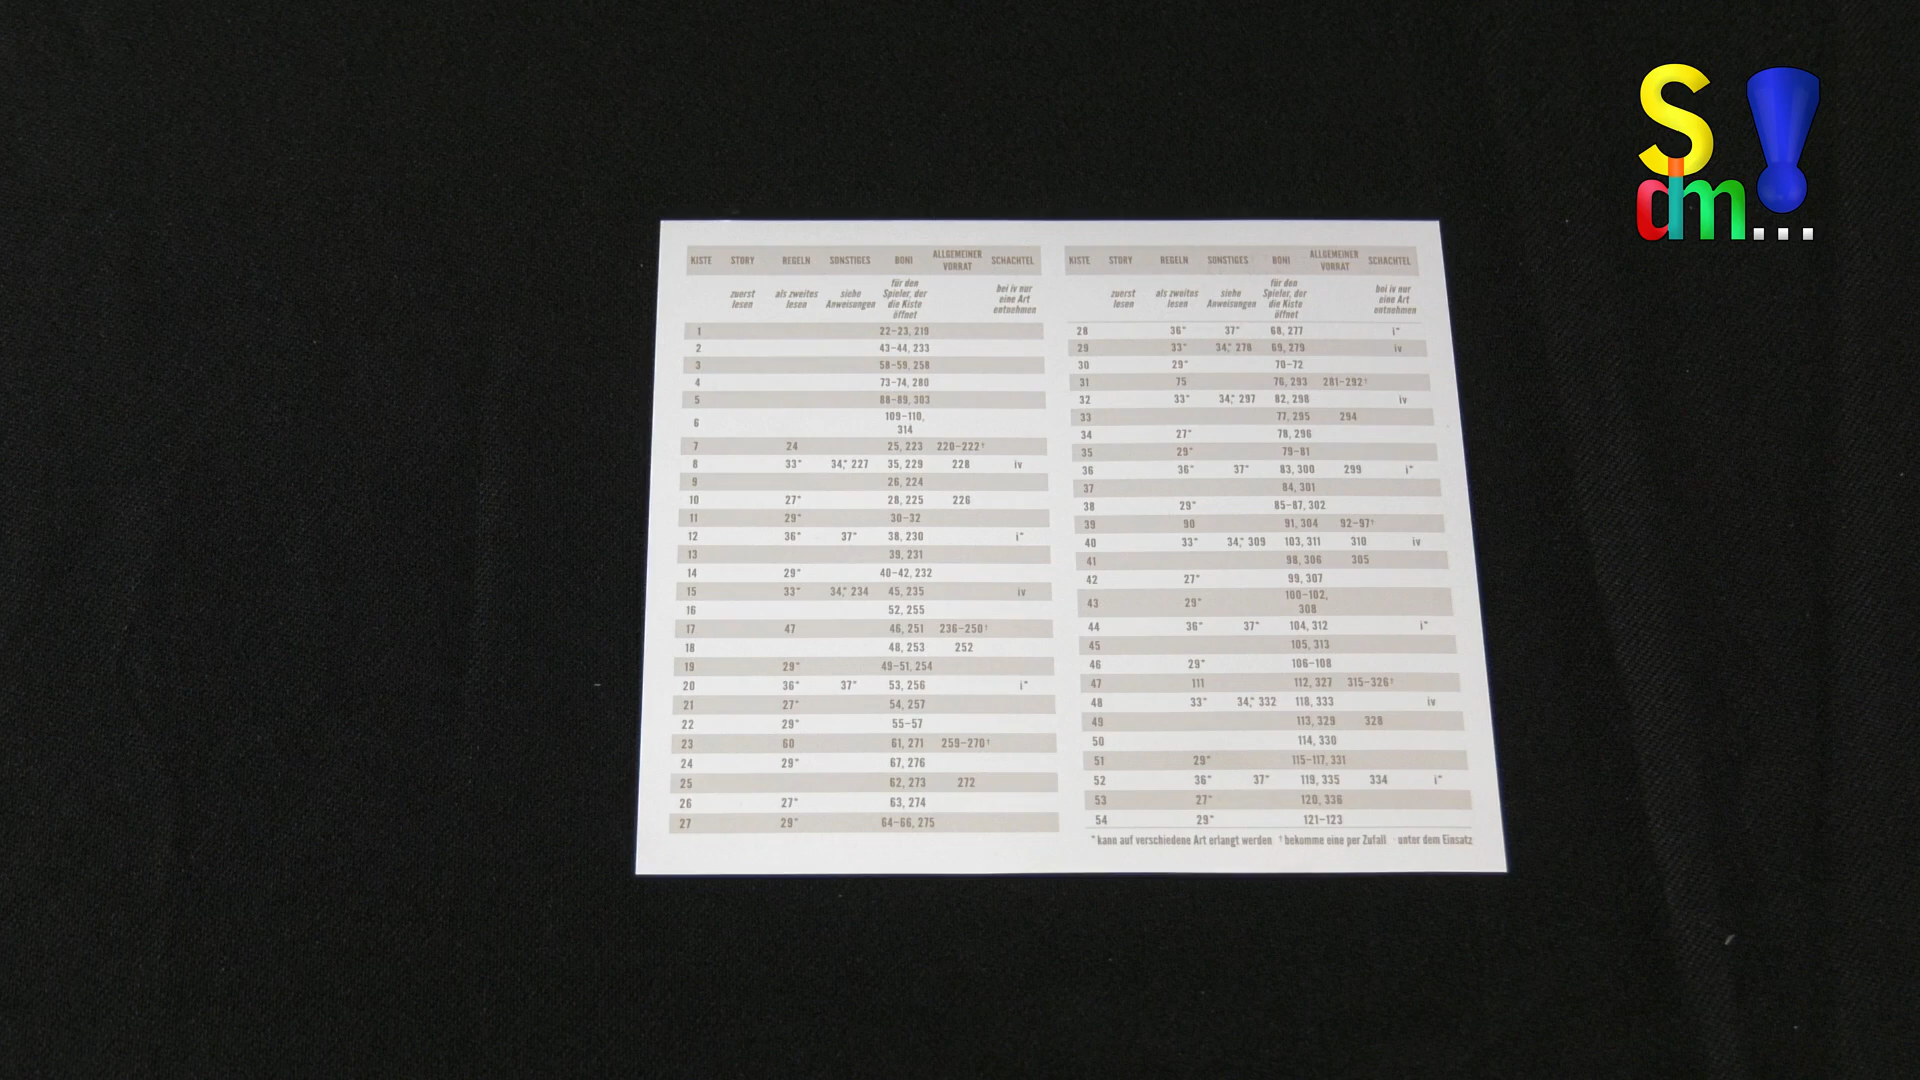 S!
dm...
KISTE STORY REGELN SONSTIGES BONI ALLGEMEINER VORRAT SCHACHTEL
zuerst lesen als zweites lesen siehe Anweisungen für den Spieler, der die Kiste öffnet bei iv nur eine Art entnehmen
1 22-23, 219
2 43-44, 233
3 58-59, 258
4 73-74, 280
5 88-89, 303
6 109-110, 314
7 24 25, 223 220-222†
8 33* 34,* 227 35, 229 228 iv
9 26, 224
10 27* 28, 225 226
11 29* 30-32
12 36* 37* 38, 230 i*
13 39, 231
14 29* 40-42, 232
15 33* 34,* 234 45, 235 iv
16 52, 255
17 47 46, 251 236-250†
18 48, 253 252
19 29* 49-51, 254
20 36* 37* 53, 256 i*
21 27* 54, 257
22 29* 55-57
23 60 61, 271 259-270†
24 29* 67, 276
25 62, 273 272
26 27* 63, 274
27 29* 64-66, 275
KISTE STORY REGELN SONSTIGES BONI ALLGEMEINER VORRAT SCHACHTEL
zuerst lesen als zweites lesen siehe Anweisungen für den Spieler, der die Kiste öffnet bei iv nur eine Art entnehmen
28 36* 37* 68, 277 i*
29 33* 34,* 278 69, 279 iv
30 29* 70-72
31 75 76, 293 281-292†
32 33* 34,* 297 82, 298 iv
33 77, 295 294
34 27* 78, 296
35 29* 79-81
36 36* 37* 83, 300 299 i*
37 84, 301
38 29* 85-87, 302
39 90 91, 304 92-97†
40 33* 34,* 309 103, 311 310 iv
41 98, 306 305
42 27* 99, 307
43 29* 100-102, 308
44 36* 37* 104, 312 i*
45 105, 313
46 29* 106-108
47 111 112, 327 315-326†
48 33* 34,* 332 118, 333 iv
49 113, 329 328
50 114, 330
51 29* 115-117, 331
52 36* 37* 119, 335 334 i*
53 27* 120, 336
54 29* 121-123
* kann auf verschiedene Art erlangt werden † bekomme eine per Zufall · unter dem Einsatz